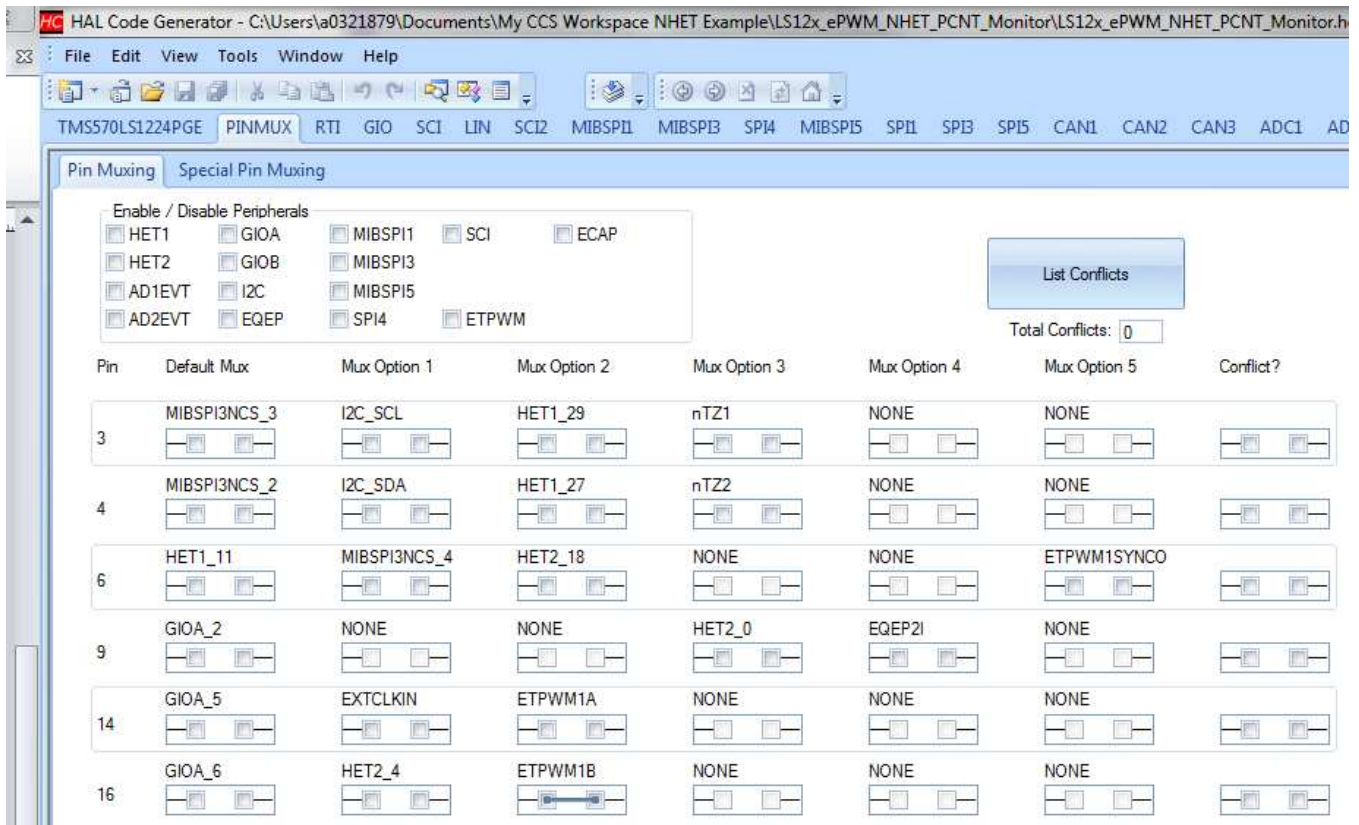 HC HAL Code Generator - C:\Users\a0321879\Documents\My CCS Workspace NHET Example\LS12x_ePWM_NHET_PCNT_Monitor\LS12x_ePWM_NHET_PCNT_Monitor.h
File Edit View Tools Window Help
TMS570LS1224PGE PINMUX RTI GIO SCI LIN SCI2 MIBSPI1 MIBSPI3 SPI4 MIBSPI5 SPI1 SPI3 SPI5 CAN1 CAN2 CAN3 ADC1 AD
Pin Muxing Special Pin Muxing
Enable / Disable Peripherals
HET1 GIOA MIBSPI1 SCI ECAP
HET2 GIOB MIBSPI3
List Conflicts
AD1EVT I2C MIBSPI5
AD2EVT EQEP SPI4 ETPWM
Total Conflicts: 0
Pin Default Mux Mux Option 1 Mux Option 2 Mux Option 3 Mux Option 4 Mux Option 5 Conflict?
MIBSPI3NCS_3 I2C_SCL HET1_29 nTZ1 NONE NONE
3
MIBSPI3NCS_2 I2C_SDA HET1_27 nTZ2 NONE NONE
4
HET1_11 MIBSPI3NCS_4 HET2_18 NONE NONE ETPWM1SYNCO
6
GIOA_2 NONE NONE HET2_0 EQEP2I NONE
9
GIOA_5 EXTCLKIN ETPWM1A NONE NONE NONE
14
GIOA_6 HET2_4 ETPWM1B NONE NONE NONE
16